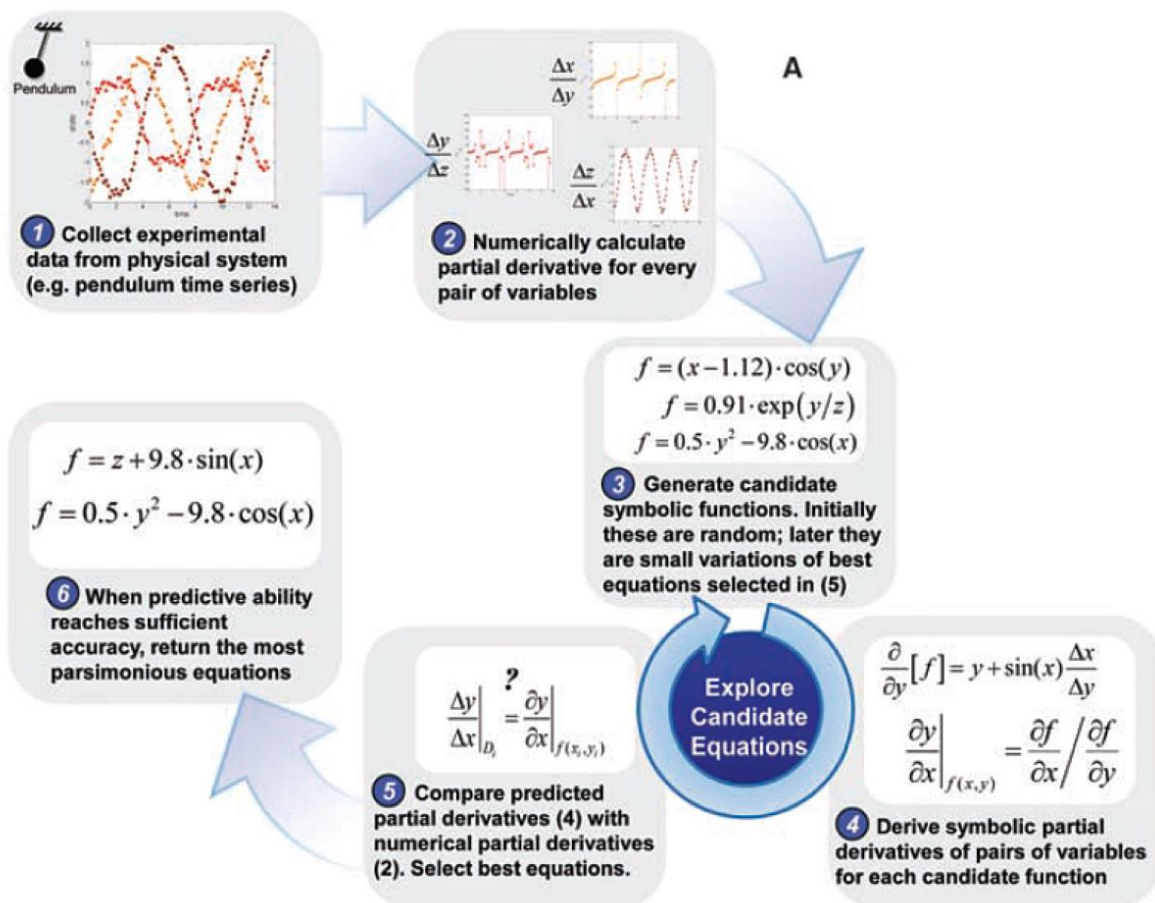 A
Pendulum
state
time
1 Collect experimental
data from physical system
(e.g. pendulum time series)
Δx/Δy
Δy/Δz
Δz/Δx
2 Numerically calculate
partial derivative for every
pair of variables
f = (x−1.12)·cos(y)
f = 0.91·exp(y/z)
f = 0.5·y² −9.8·cos(x)
3 Generate candidate
symbolic functions. Initially
these are random; later they
are small variations of best
equations selected in (5)
Explore
Candidate
Equations
∂/∂y [f] = y + sin(x) Δx/Δy
∂y/∂x |f(x,y) = ∂f/∂x / ∂f/∂y
4 Derive symbolic partial
derivatives of pairs of variables
for each candidate function
?
Δy/Δx |Dᵢ = ∂y/∂x |f(xᵢ,yᵢ)
5 Compare predicted
partial derivatives (4) with
numerical partial derivatives
(2). Select best equations.
f = z + 9.8·sin(x)
f = 0.5·y² − 9.8·cos(x)
6 When predictive ability
reaches sufficient
accuracy, return the most
parsimonious equations